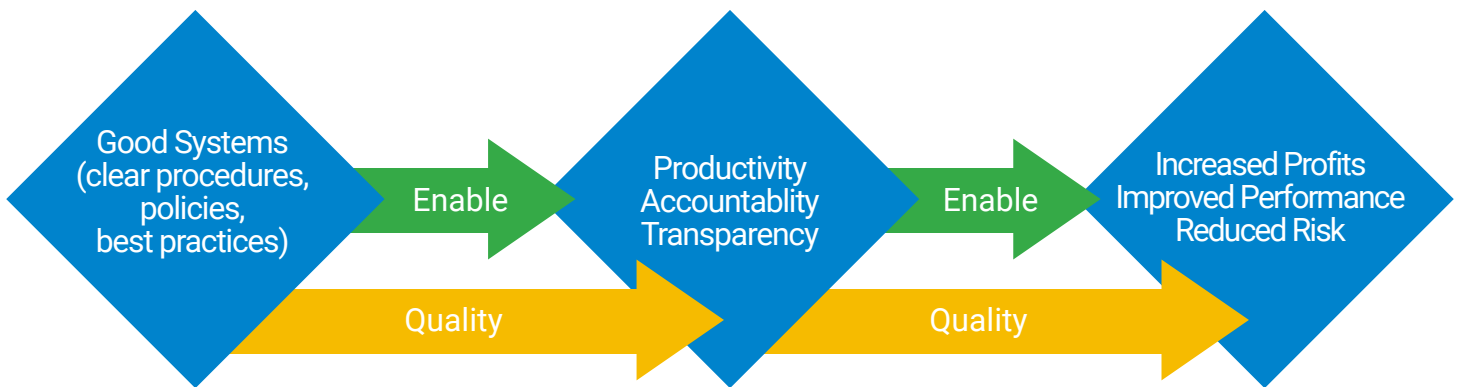 Good Systems
(clear procedures,
policies,
best practices)
Enable
Productivity
Accountablity
Transparency
Enable
Increased Profits
Improved Performance
Reduced Risk
Quality
Quality